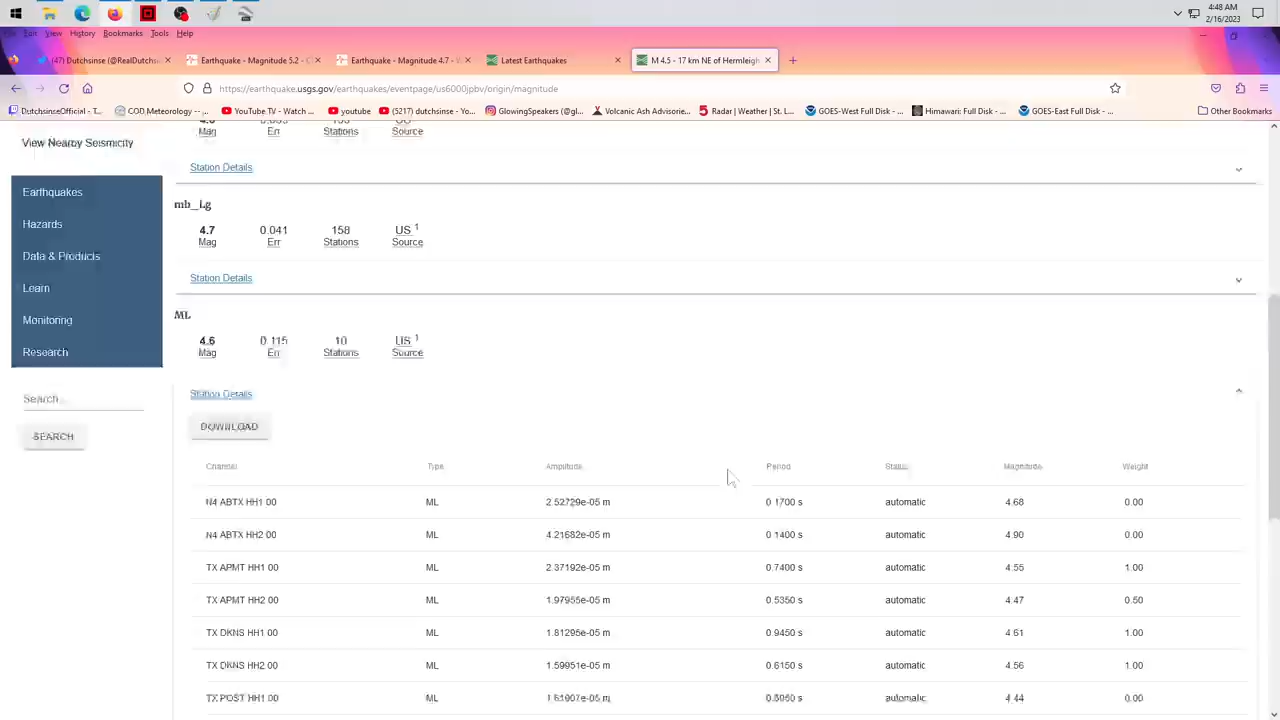 4:48 AM
2/16/2023
File Edit View History Bookmarks Tools Help
(47) Dutchsinse (@RealDutchs
Earthquake - Magnitude 5.2 - C
Earthquake - Magnitude 4.7 -
Latest Earthquakes
M 4.5 - 17 km NE of Hermleigh
https://earthquake.usgs.gov/earthquakes/eventpage/us6000jpbv/origin/magnitude
DutchsinseOfficial - T...
COD Meteorology -...
YouTube TV - Watch ...
youtube
(5217) dutchsinse - Yo...
GlowingSpeakers (@gl...
Volcanic Ash Advisorie...
Radar | Weather | St. L...
GOES-West Full Disk - ...
Himawari: Full Disk - ...
GOES-East Full Disk - ...
Other Bookmarks
View Nearby Seismicity
Earthquakes
Hazards
Data & Products
Learn
Monitoring
Research
Search...
SEARCH
Mag Err Stations Source
Station Details
mb_Lg
4.7 0.041 158 US 1
Mag Err Stations Source
Station Details
ML
4.6 0.115 10 US 1
Mag Err Stations Source
Station Details
DOWNLOAD
Channel Type Amplitude Period Status Magnitude Weight
N4 ABTX HH1 00 ML 2.52729e-05 m 0.1700 s automatic 4.68 0.00
N4 ABTX HH2 00 ML 4.21682e-05 m 0.1400 s automatic 4.90 0.00
TX APMT HH1 00 ML 2.37192e-05 m 0.7400 s automatic 4.55 1.00
TX APMT HH2 00 ML 1.97955e-05 m 0.5350 s automatic 4.47 0.50
TX DKNS HH1 00 ML 1.81295e-05 m 0.9450 s automatic 4.61 1.00
TX DKNS HH2 00 ML 1.59951e-05 m 0.6150 s automatic 4.56 1.00
TX POST HH1 00 ML automatic 4.44 0.00